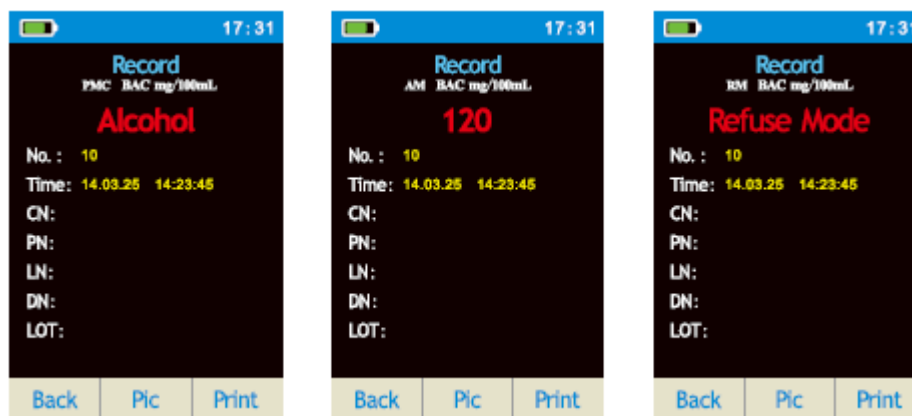 17:31
Record
PMC BAC mg/100mL
Alcohol
No. : 10
Time: 14.03.25 14:23:45
CN:
PN:
LN:
DN:
LOT:
Back Pic Print
17:31
Record
AM BAC mg/100mL
120
No. : 10
Time: 14.03.25 14:23:45
CN:
PN:
LN:
DN:
LOT:
Back Pic Print
17:31
Record
RM BAC mg/100mL
Refuse Mode
No. : 10
Time: 14.03.25 14:23:45
CN:
PN:
LN:
DN:
LOT:
Back Pic Print